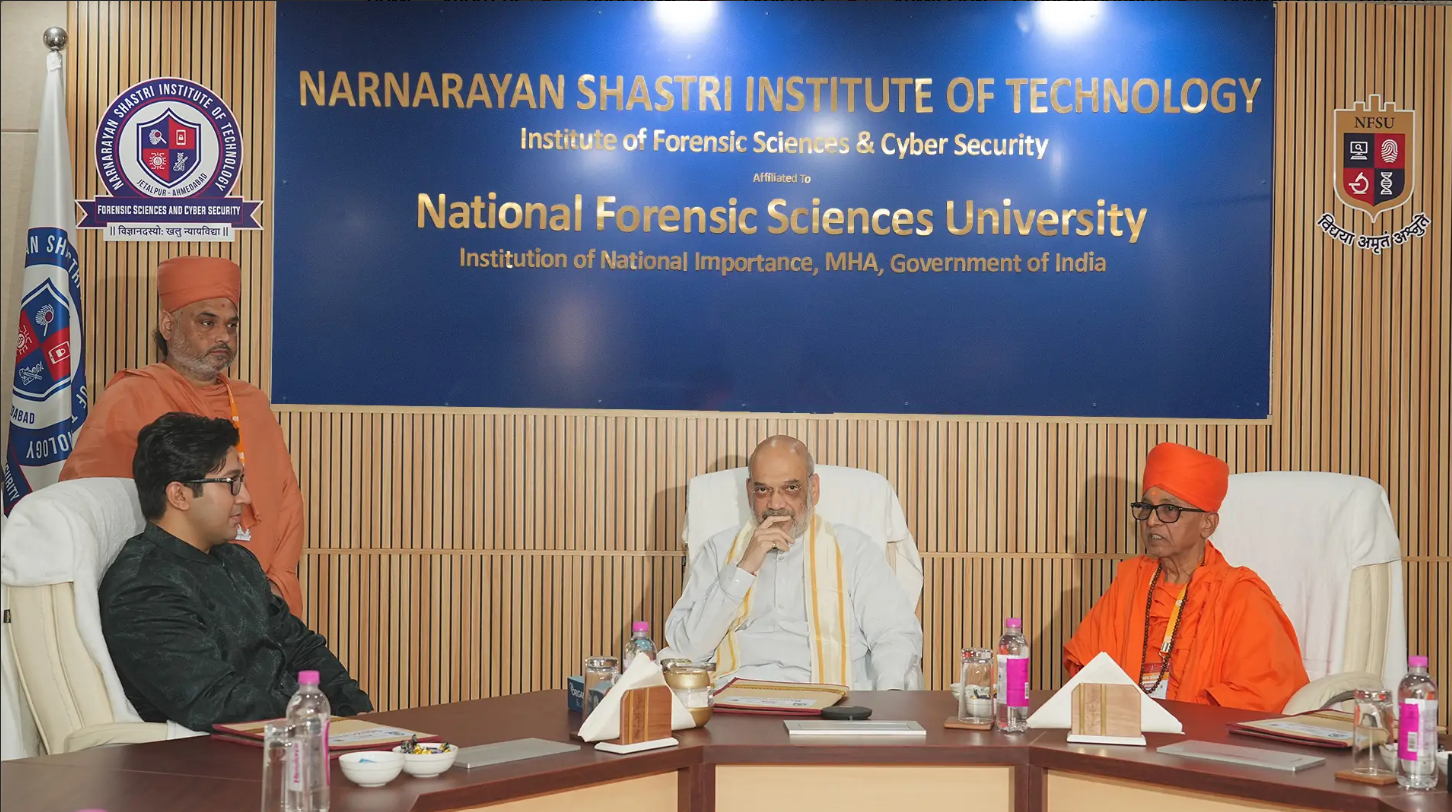 NARNARAYAN SHASTRI INSTITUTE OF TECHNOLOGY
Institute of Forensic Sciences & Cyber Security
Affiliated To
National Forensic Sciences University
Institution of National Importance, MHA, Government of India
NARNARAYAN SHASTRI INSTITUTE OF TECHNOLOGY
JETALPUR - AHMEDABAD
FORENSIC SCIENCES AND CYBER SECURITY
|| विज्ञानदस्यो: खलु न्यायविद्या ||
NFSU
विद्यया अमृतं अश्नुते